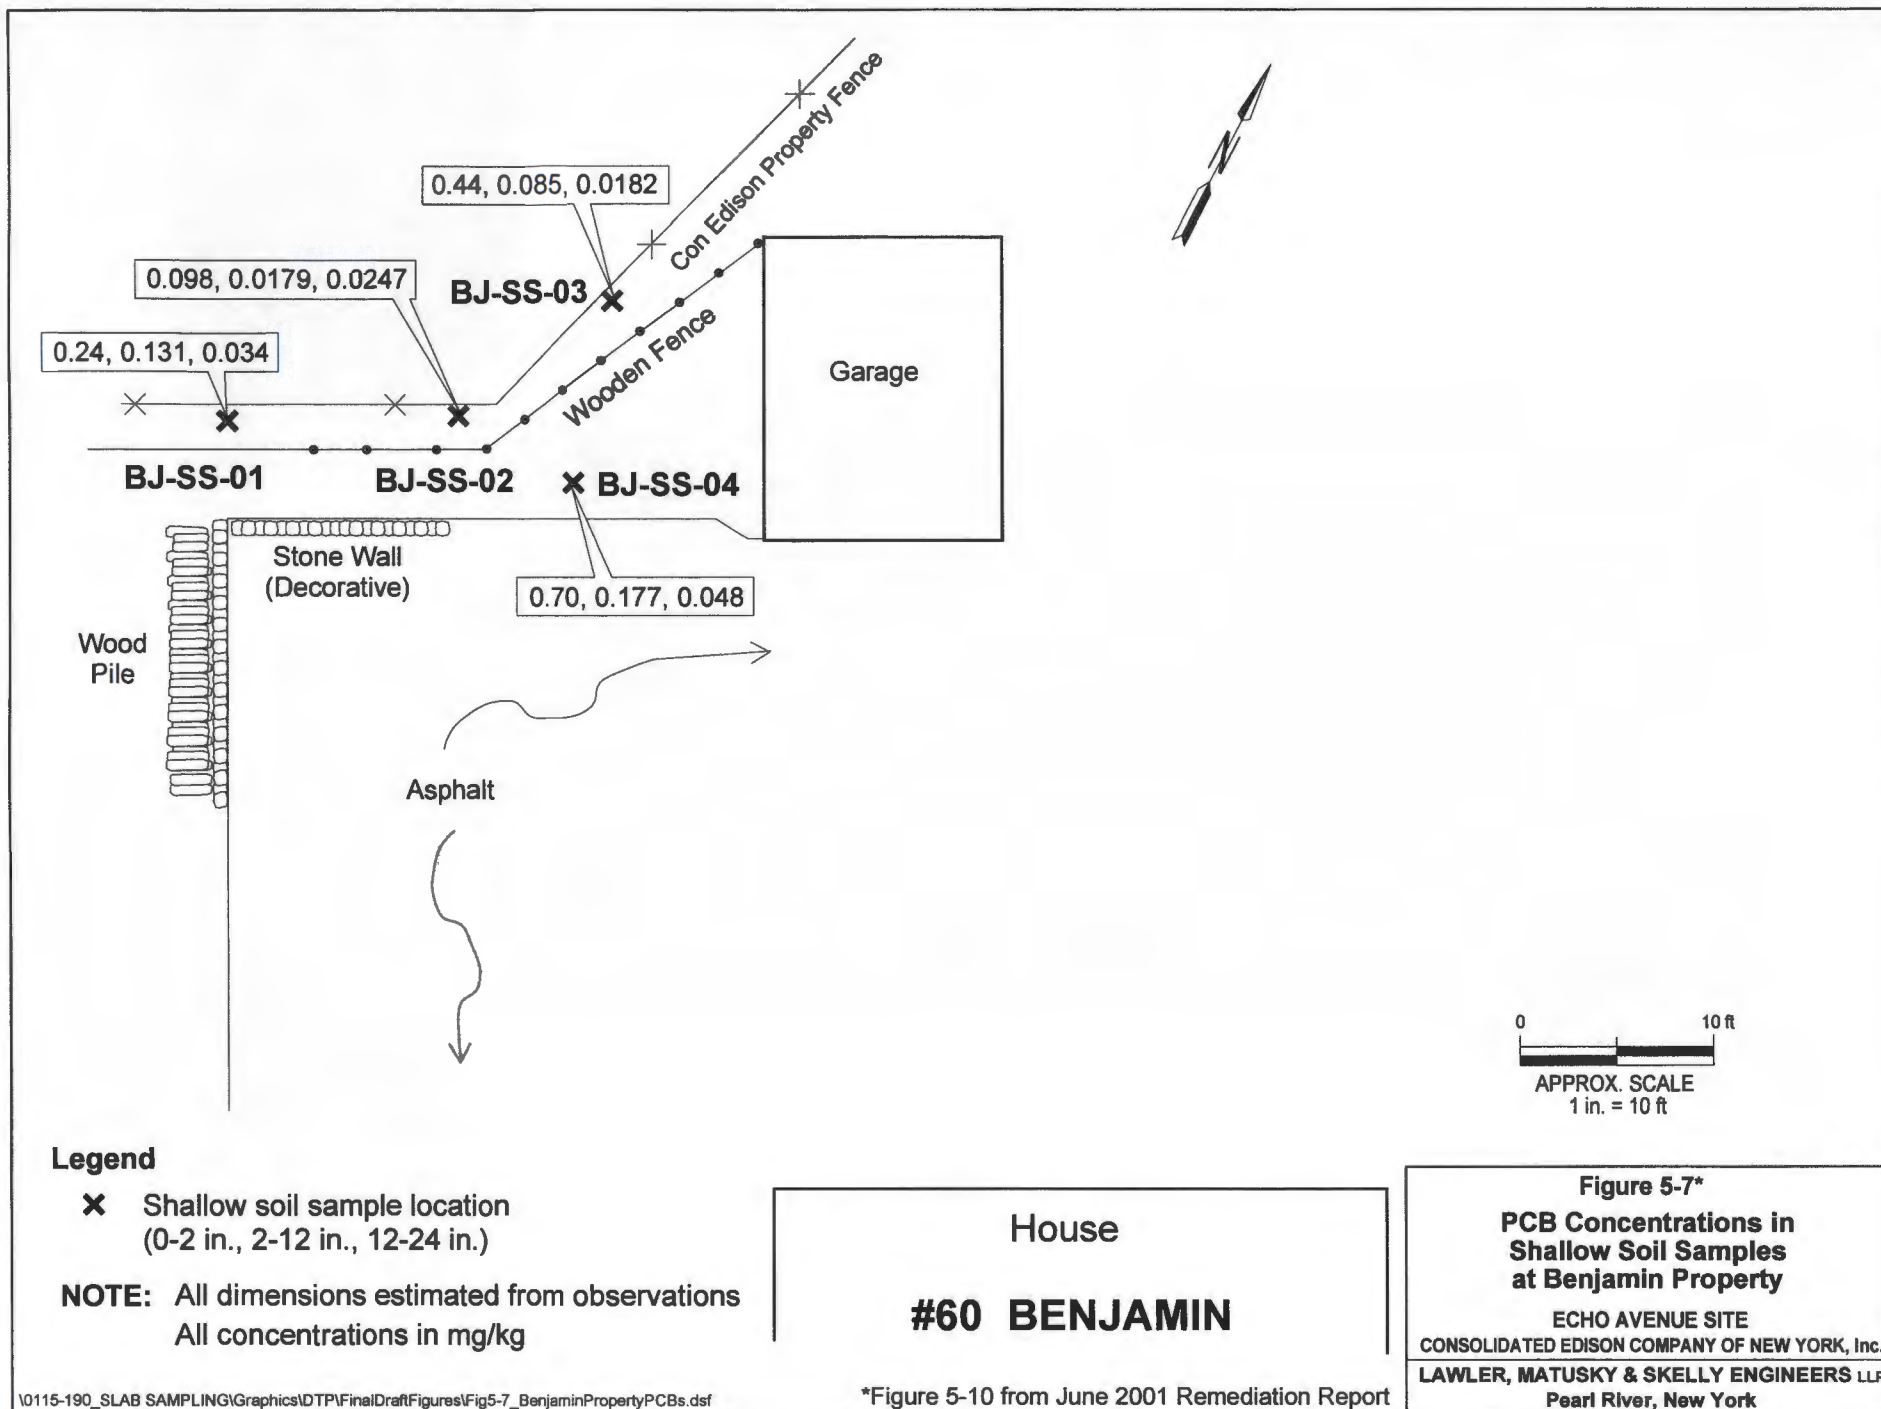 Con Edison Property Fence
0.44, 0.085, 0.0182
BJ-SS-03
0.098, 0.0179, 0.0247
0.24, 0.131, 0.034
Wooden Fence
Garage
N
BJ-SS-01
BJ-SS-02
BJ-SS-04
Stone Wall
(Decorative)
0.70, 0.177, 0.048
Wood
Pile
Asphalt
0 10 ft
APPROX. SCALE
1 in. = 10 ft
Legend
Shallow soil sample location
(0-2 in., 2-12 in., 12-24 in.)
NOTE: All dimensions estimated from observations
All concentrations in mg/kg
House
#60 BENJAMIN
Figure 5-7*
PCB Concentrations in
Shallow Soil Samples
at Benjamin Property
ECHO AVENUE SITE
CONSOLIDATED EDISON COMPANY OF NEW YORK, Inc.
LAWLER, MATUSKY & SKELLY ENGINEERS LLP
Pearl River, New York
\0115-190_SLAB SAMPLING\Graphics\DTP\FinalDraftFigures\Fig5-7_BenjaminPropertyPCBs.dsf
*Figure 5-10 from June 2001 Remediation Report